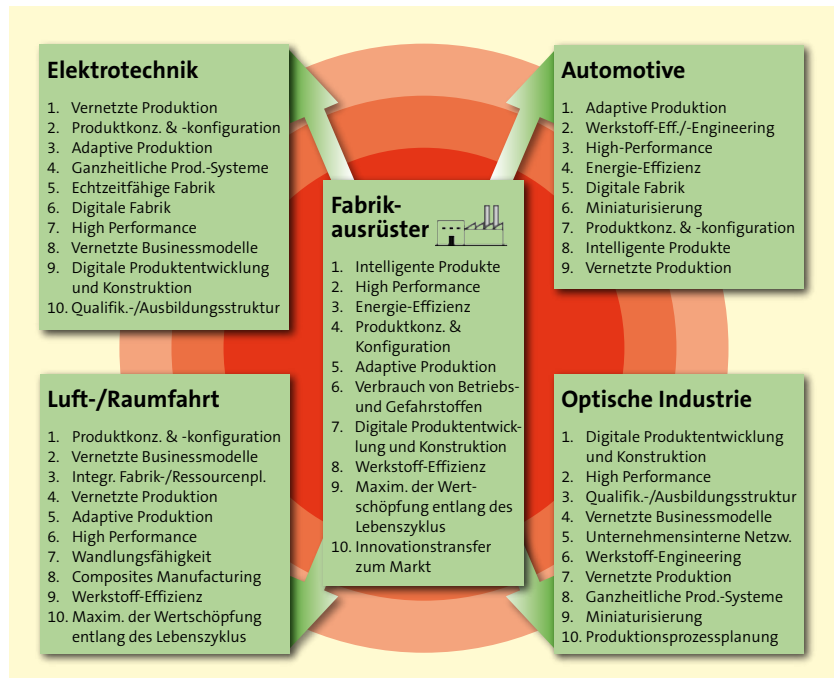 Elektrotechnik
1. Vernetzte Produktion
2. Produktkonz. & -konfiguration
3. Adaptive Produktion
4. Ganzheitliche Prod.-Systeme
5. Echtzeitfähige Fabrik
6. Digitale Fabrik
7. High Performance
8. Vernetzte Businessmodelle
9. Digitale Produktentwicklung
und Konstruktion
10. Qualifik.-/Ausbildungsstruktur
Automotive
1. Adaptive Produktion
2. Werkstoff-Eff./-Engineering
3. High-Performance
4. Energie-Effizienz
5. Digitale Fabrik
6. Miniaturisierung
7. Produktkonz. & -konfiguration
8. Intelligente Produkte
9. Vernetzte Produktion
Fabrik-
ausrüster
1. Intelligente Produkte
2. High Performance
3. Energie-Effizienz
4. Produktkonz. &
Konfiguration
5. Adaptive Produktion
6. Verbrauch von Betriebs-
und Gefahrstoffen
7. Digitale Produktentwick-
lung und Konstruktion
8. Werkstoff-Effizienz
9. Maxim. der Wert-
schöpfung entlang des
Lebenszyklus
10. Innovationstransfer
zum Markt
Luft-/Raumfahrt
1. Produktkonz. & -konfiguration
2. Vernetzte Businessmodelle
3. Integr. Fabrik-/Ressourcenpl.
4. Vernetzte Produktion
5. Adaptive Produktion
6. High Performance
7. Wandlungsfähigkeit
8. Composites Manufacturing
9. Werkstoff-Effizienz
10. Maxim. der Wertschöpfung
entlang des Lebenszyklus
Optische Industrie
1. Digitale Produktentwicklung
und Konstruktion
2. High Performance
3. Qualifik.-/Ausbildungsstruktur
4. Vernetzte Businessmodelle
5. Unternehmensinterne Netzw.
6. Werkstoff-Engineering
7. Vernetzte Produktion
8. Ganzheitliche Prod.-Systeme
9. Miniaturisierung
10. Produktionsprozessplanung